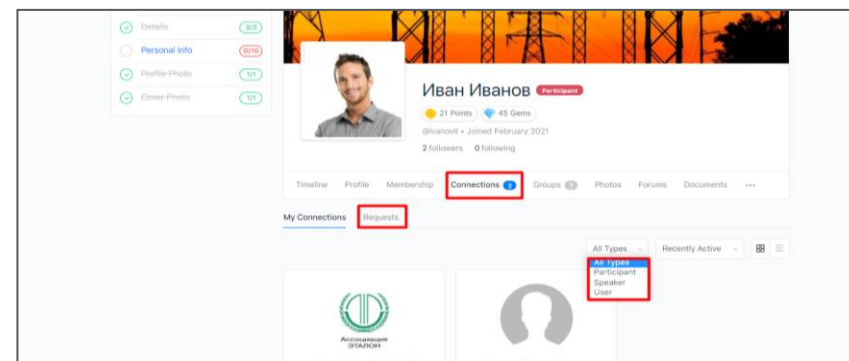 Details 3/3
Personal Info 0/10
Profile Photo 1/1
Cover Photo 1/1
Иван Иванов Participant
21 Points 45 Gems
@ivanovit • Joined February 2021
2 followers 0 following
Timeline Profile Membership Connections 2 Groups Photos Forums Documents
My Connections Requests
All Types Recently Active
All Types
Participant
Speaker
User
Ассоциация
ЭТАЛОН